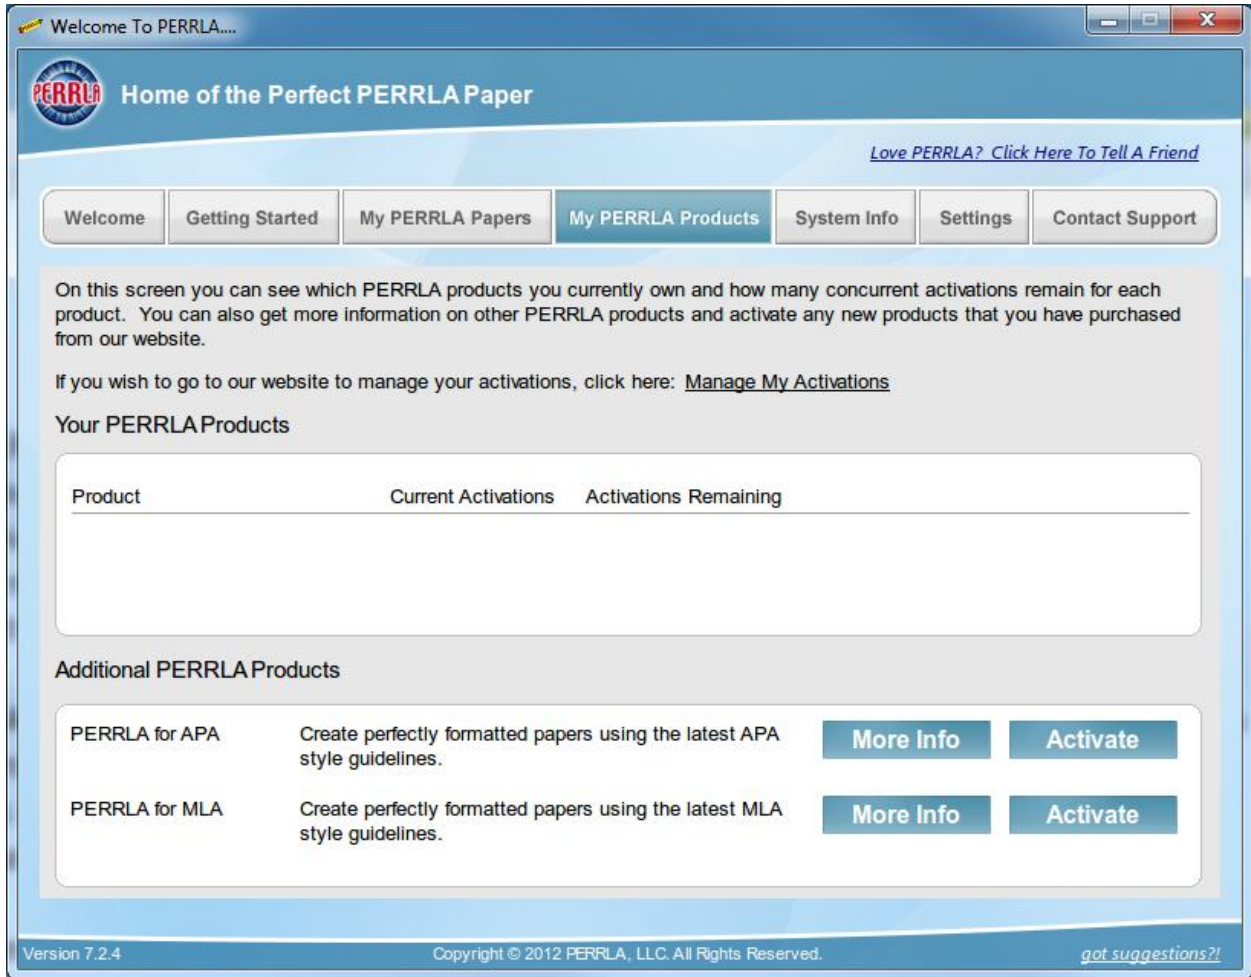 Welcome To PERRLA....
PERRLA
Home of the Perfect PERRLA Paper
Love PERRLA? Click Here To Tell A Friend
Welcome Getting Started My PERRLA Papers My PERRLA Products System Info Settings Contact Support
On this screen you can see which PERRLA products you currently own and how many concurrent activations remain for each
product. You can also get more information on other PERRLA products and activate any new products that you have purchased
from our website.
If you wish to go to our website to manage your activations, click here: Manage My Activations
Your PERRLA Products
Product Current Activations Activations Remaining
Additional PERRLA Products
PERRLA for APA Create perfectly formatted papers using the latest APA More Info Activate
style guidelines.
PERRLA for MLA Create perfectly formatted papers using the latest MLA More Info Activate
style guidelines.
Version 7.2.4 Copyright © 2012 PERRLA, LLC. All Rights Reserved. got suggestions?!